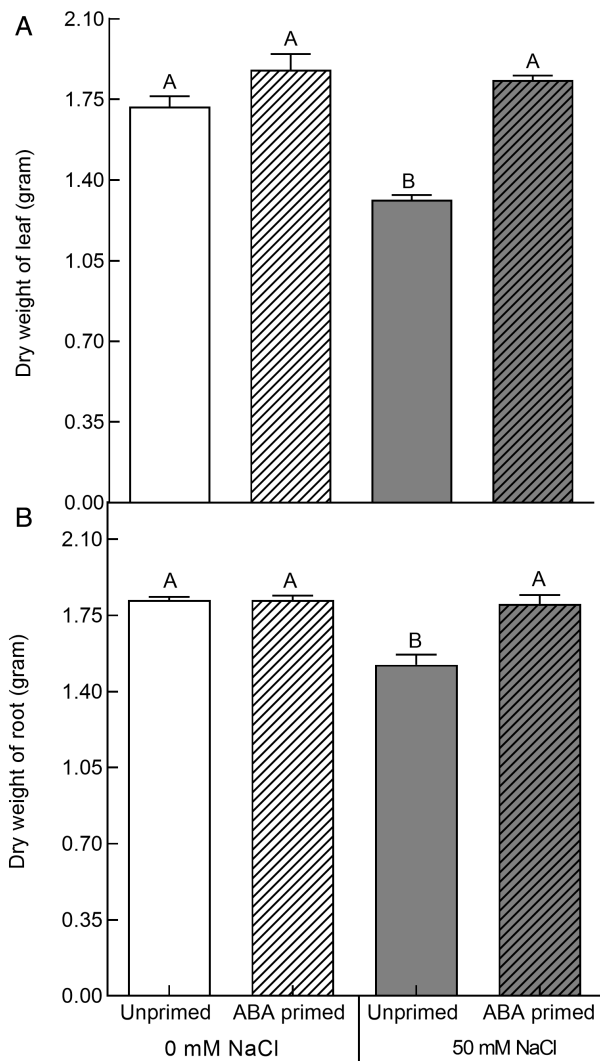 A
Dry weight of leaf (gram)
2.10
1.75
1.40
1.05
0.70
0.35
0.00
A
A
B
A
B
Dry weight of root (gram)
2.10
1.75
1.40
1.05
0.70
0.35
0.00
A
A
B
A
Unprimed ABA primed Unprimed ABA primed
0 mM NaCl 50 mM NaCl